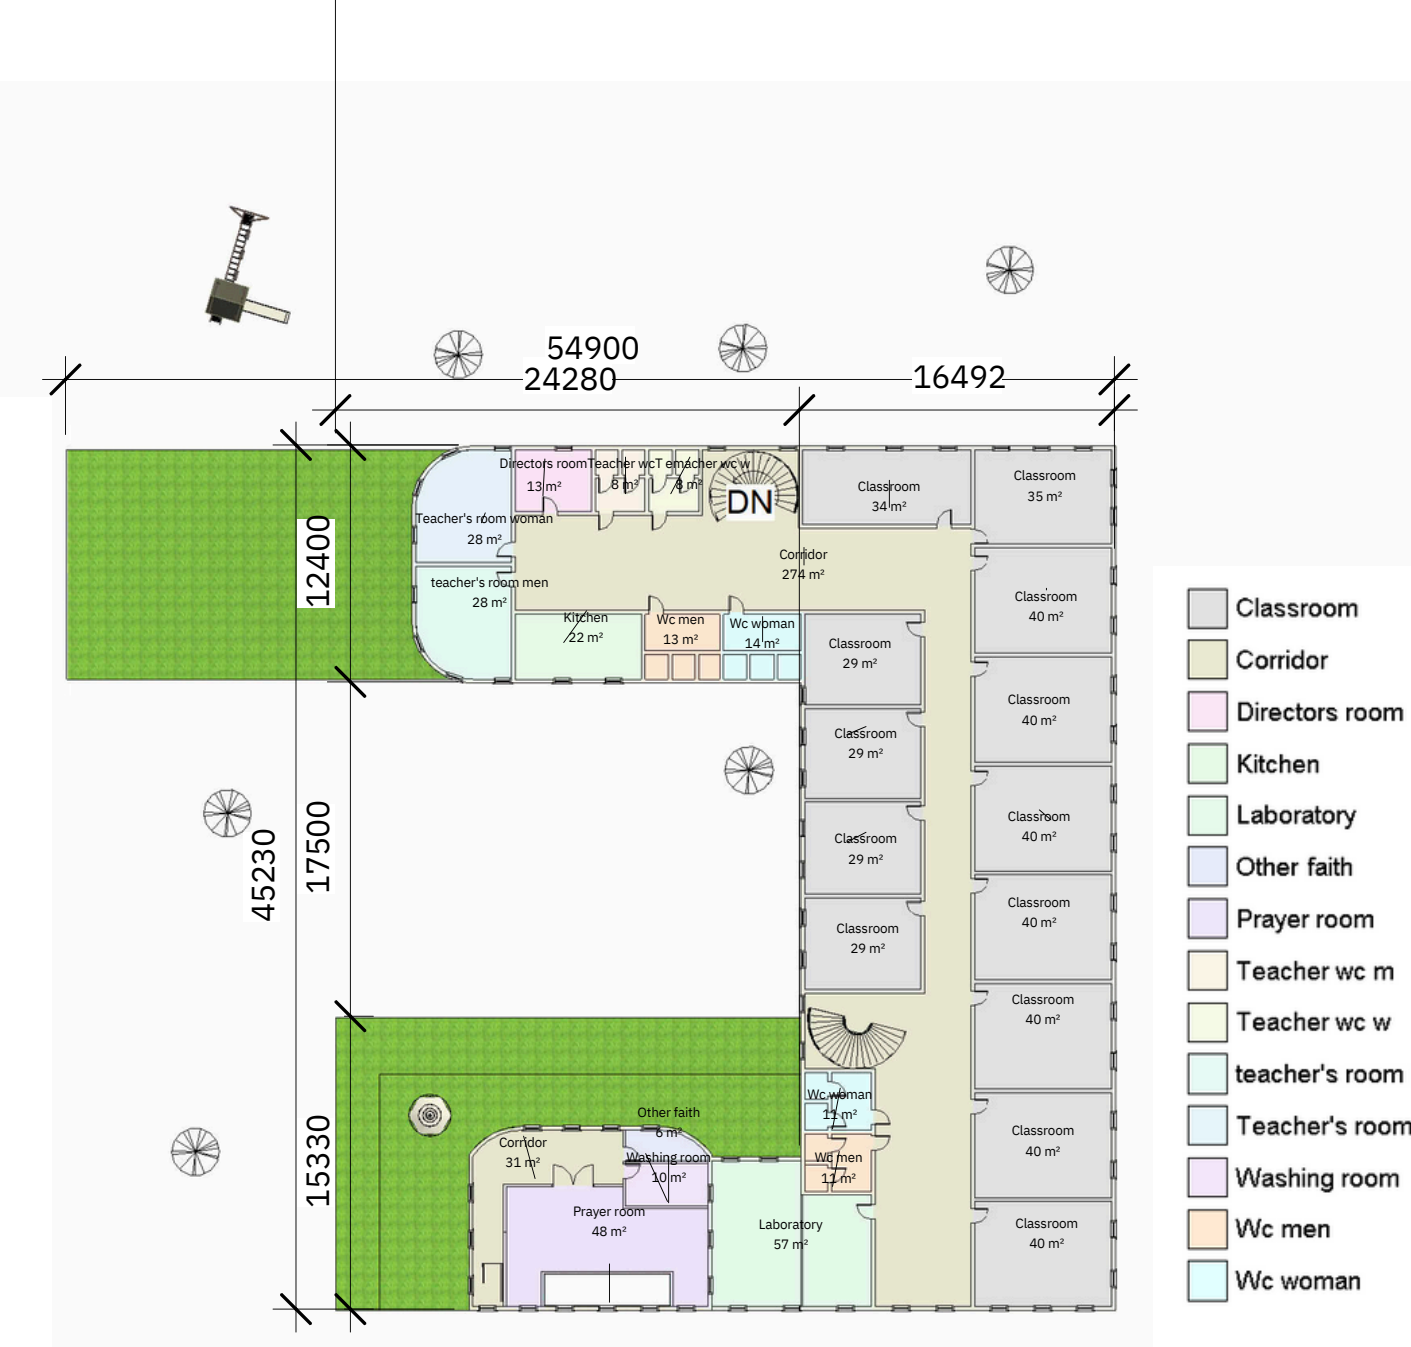 54900
24280
16492
12400
17500
45230
15330
Directors room
13 m²
Teacher wc
8 m²
8 m²
DN
Classroom
34 m²
Classroom
35 m²
Teacher's room woman
28 m²
Corridor
274 m²
teacher's room men
28 m²
Classroom
40 m²
Kitchen
22 m²
Wc men
13 m²
Wc woman
14 m²
Classroom
29 m²
Classroom
40 m²
Classroom
29 m²
Classroom
40 m²
Classroom
29 m²
Classroom
40 m²
Classroom
29 m²
Classroom
40 m²
Wc woman
11 m²
Other faith
6 m²
Corridor
31 m²
Washing room
10 m²
Wc men
11 m²
Classroom
40 m²
Prayer room
48 m²
Laboratory
57 m²
Classroom
40 m²
Classroom
Corridor
Directors room
Kitchen
Laboratory
Other faith
Prayer room
Teacher wc m
Teacher wc w
teacher's room
Teacher's room
Washing room
Wc men
Wc woman